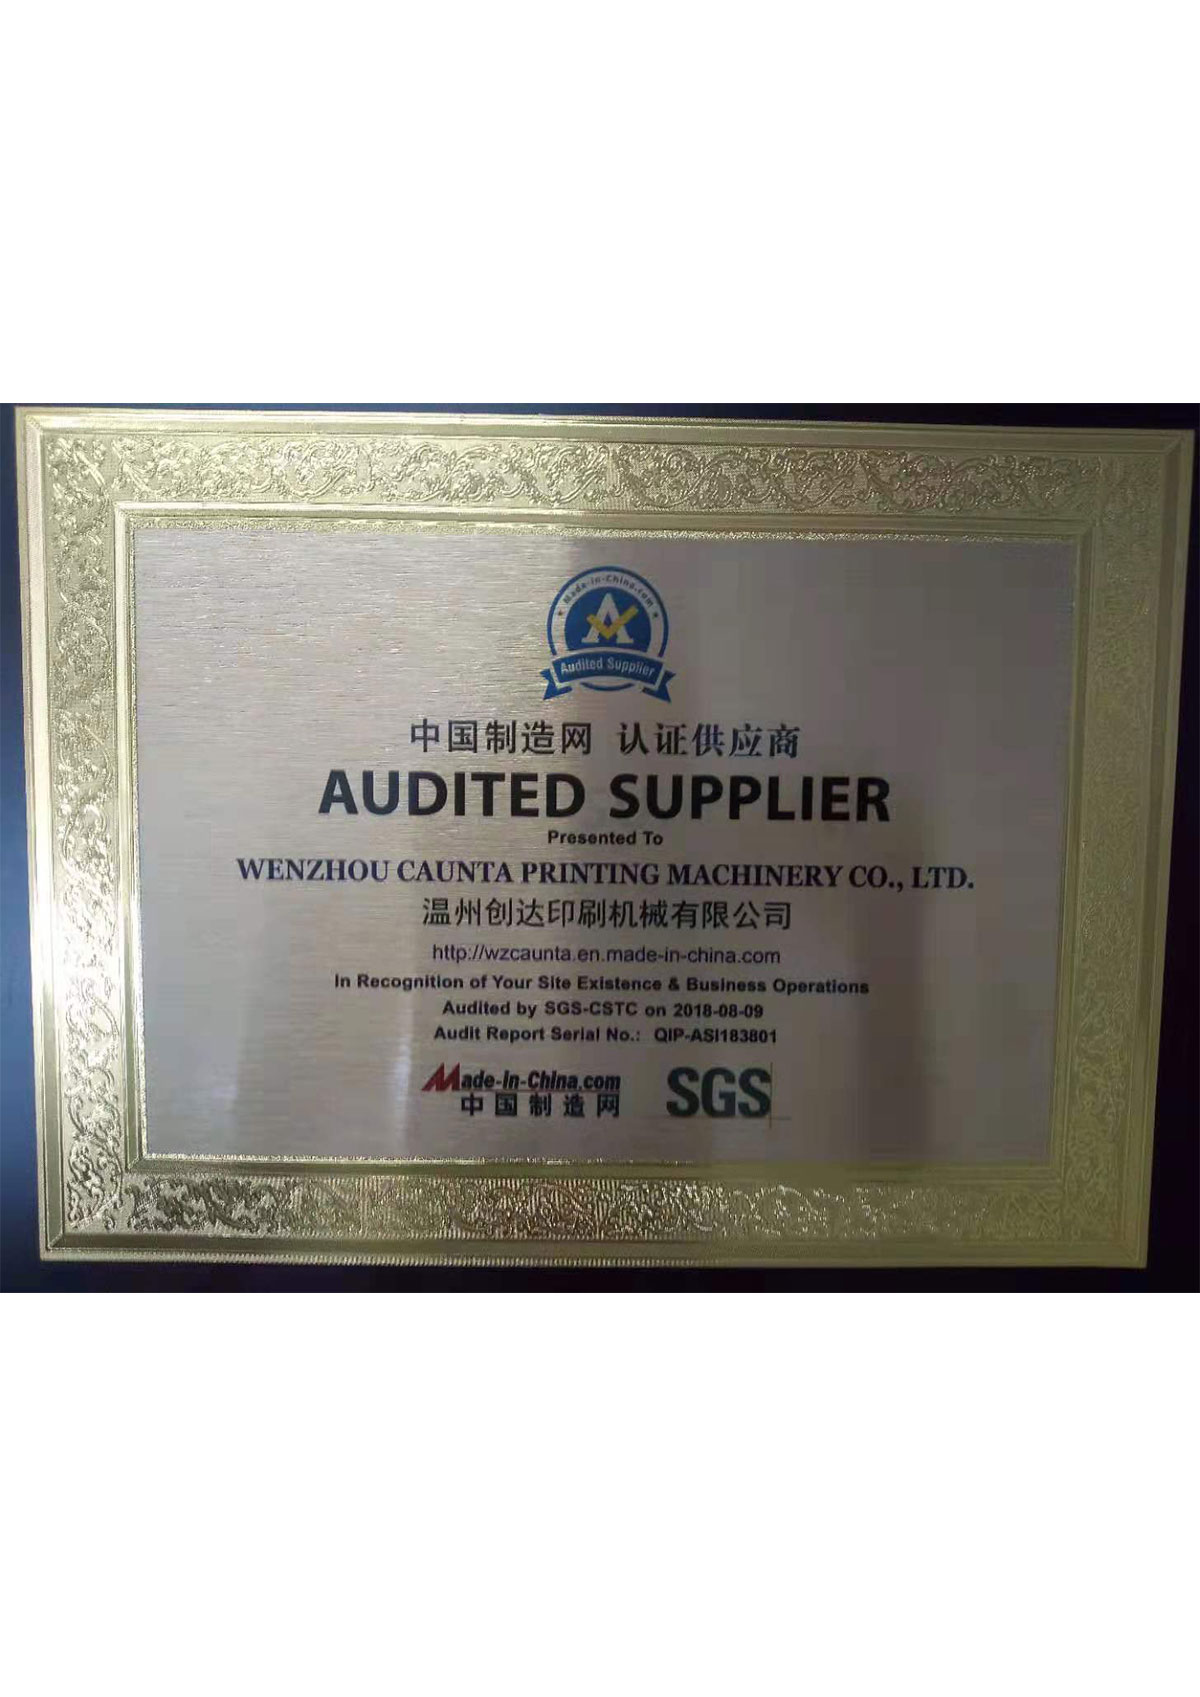 Made-in-China.com
A
Audited Supplier
中国制造网 认证供应商
AUDITED SUPPLIER
Presented To
WENZHOU CAUNTA PRINTING MACHINERY CO., LTD.
温州创达印刷机械有限公司
http://wzcaunta.en.made-in-china.com
In Recognition of Your Site Existence & Business Operations
Audited by SGS-CSTC on 2018-08-09
Audit Report Serial No.: QIP-ASI183801
Made-in-China.com
中国制造网
SGS